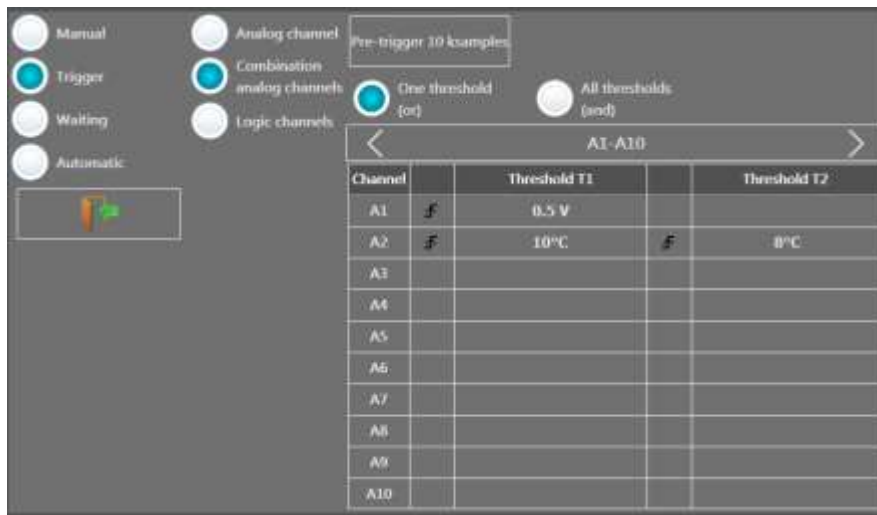 Manual
Trigger
Waiting
Automatic
Analog channel
Combination
analog channels
Logic channels
Pre-trigger 10 ksamples
One threshold
(or)
All thresholds
(and)
A1-A10
Channel Threshold T1 Threshold T2
A1 0.5 V
A2 10°C 8°C
A3
A4
A5
A6
A7
A8
A9
A10